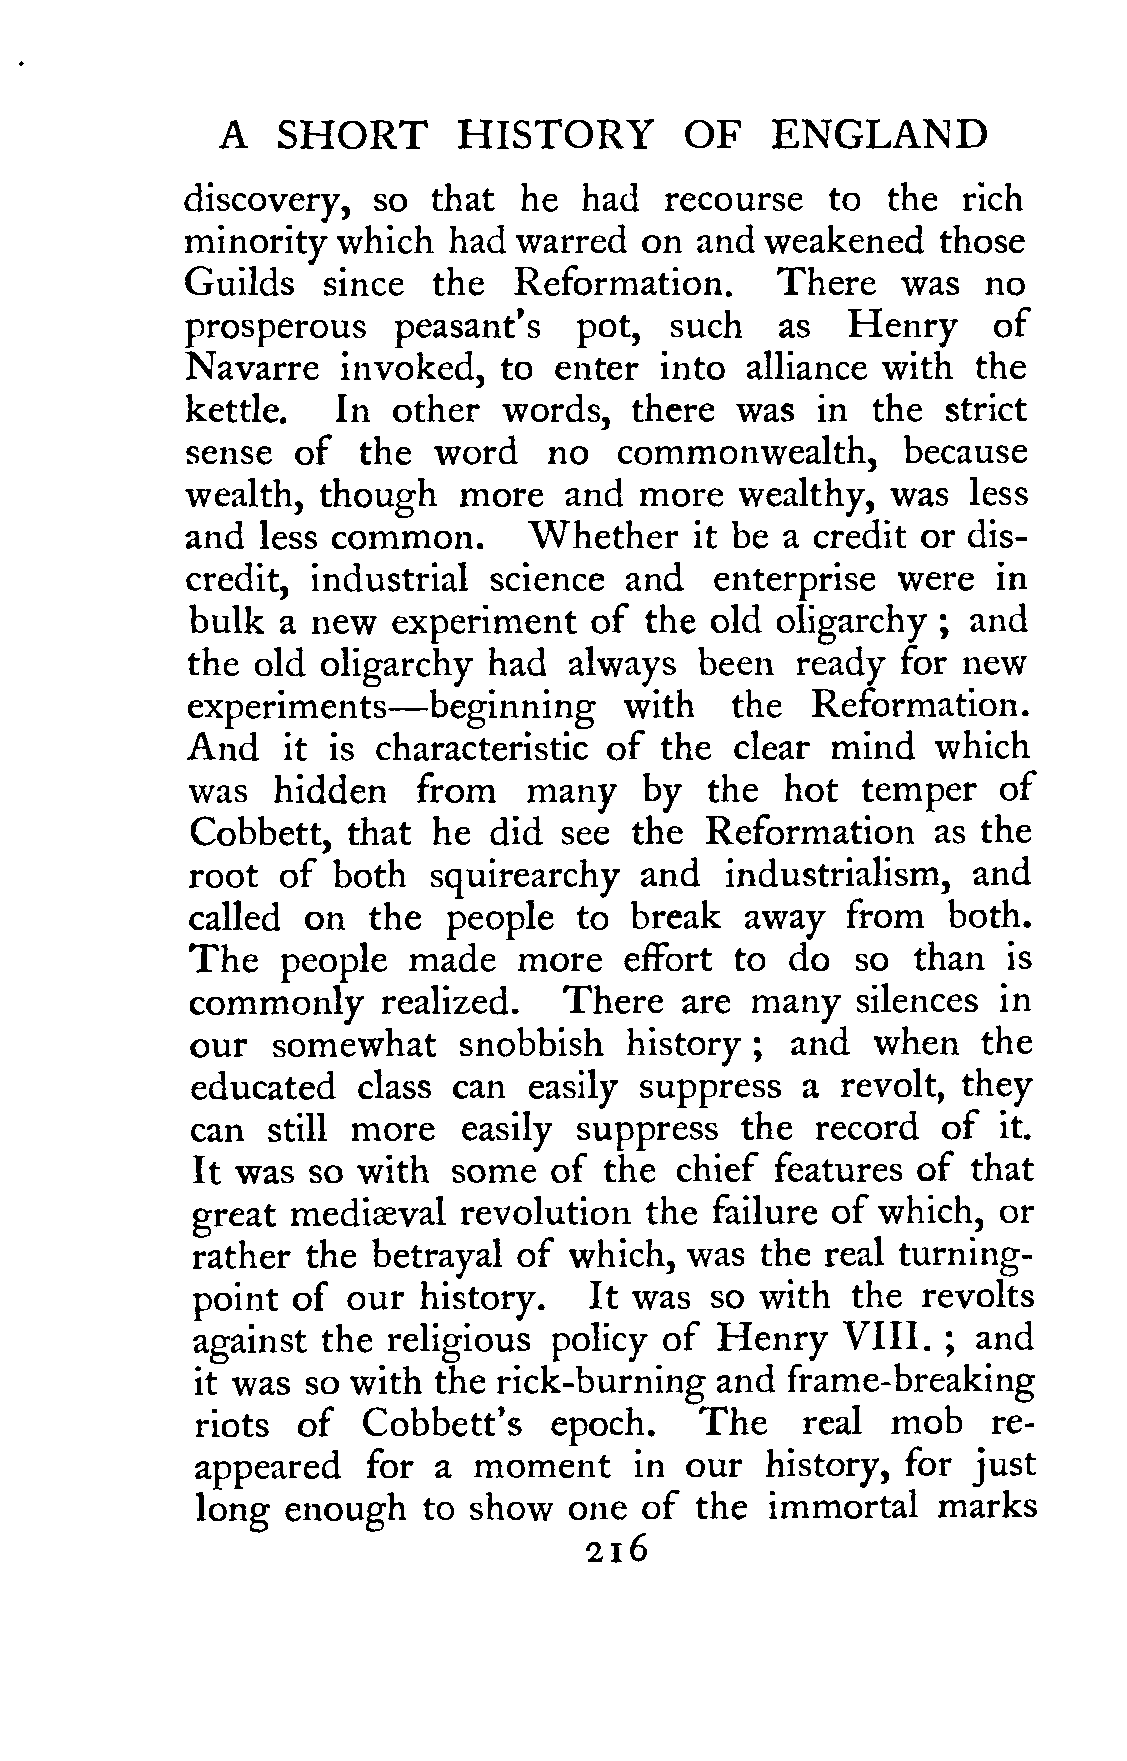 A SHORT HISTORY OF ENGLAND
discovery, so that he had recourse to the rich
minority which had warred on and weakened those
Guilds since the Reformation. There was no
prosperous peasant's pot, such as Henry of
Navarre invoked, to enter into alliance with the
kettle. In other words, there was in the strict
sense of the word no commonwealth, because
wealth, though more and more wealthy, was less
and less common. Whether it be a credit or dis-
credit, industrial science and enterprise were in
bulk a new experiment of the old oligarchy ; and
the old oligarchy had always been ready for new
experiments—beginning with the Reformation.
And it is characteristic of the clear mind which
was hidden from many by the hot temper of
Cobbett, that he did see the Reformation as the
root of both squirearchy and industrialism, and
called on the people to break away from both.
The people made more effort to do so than is
commonly realized. There are many silences in
our somewhat snobbish history ; and when the
educated class can easily suppress a revolt, they
can still more easily suppress the record of it.
It was so with some of the chief features of that
great mediæval revolution the failure of which, or
rather the betrayal of which, was the real turning-
point of our history. It was so with the revolts
against the religious policy of Henry VIII. ; and
it was so with the rick-burning and frame-breaking
riots of Cobbett's epoch. The real mob re-
appeared for a moment in our history, for just
long enough to show one of the immortal marks
216